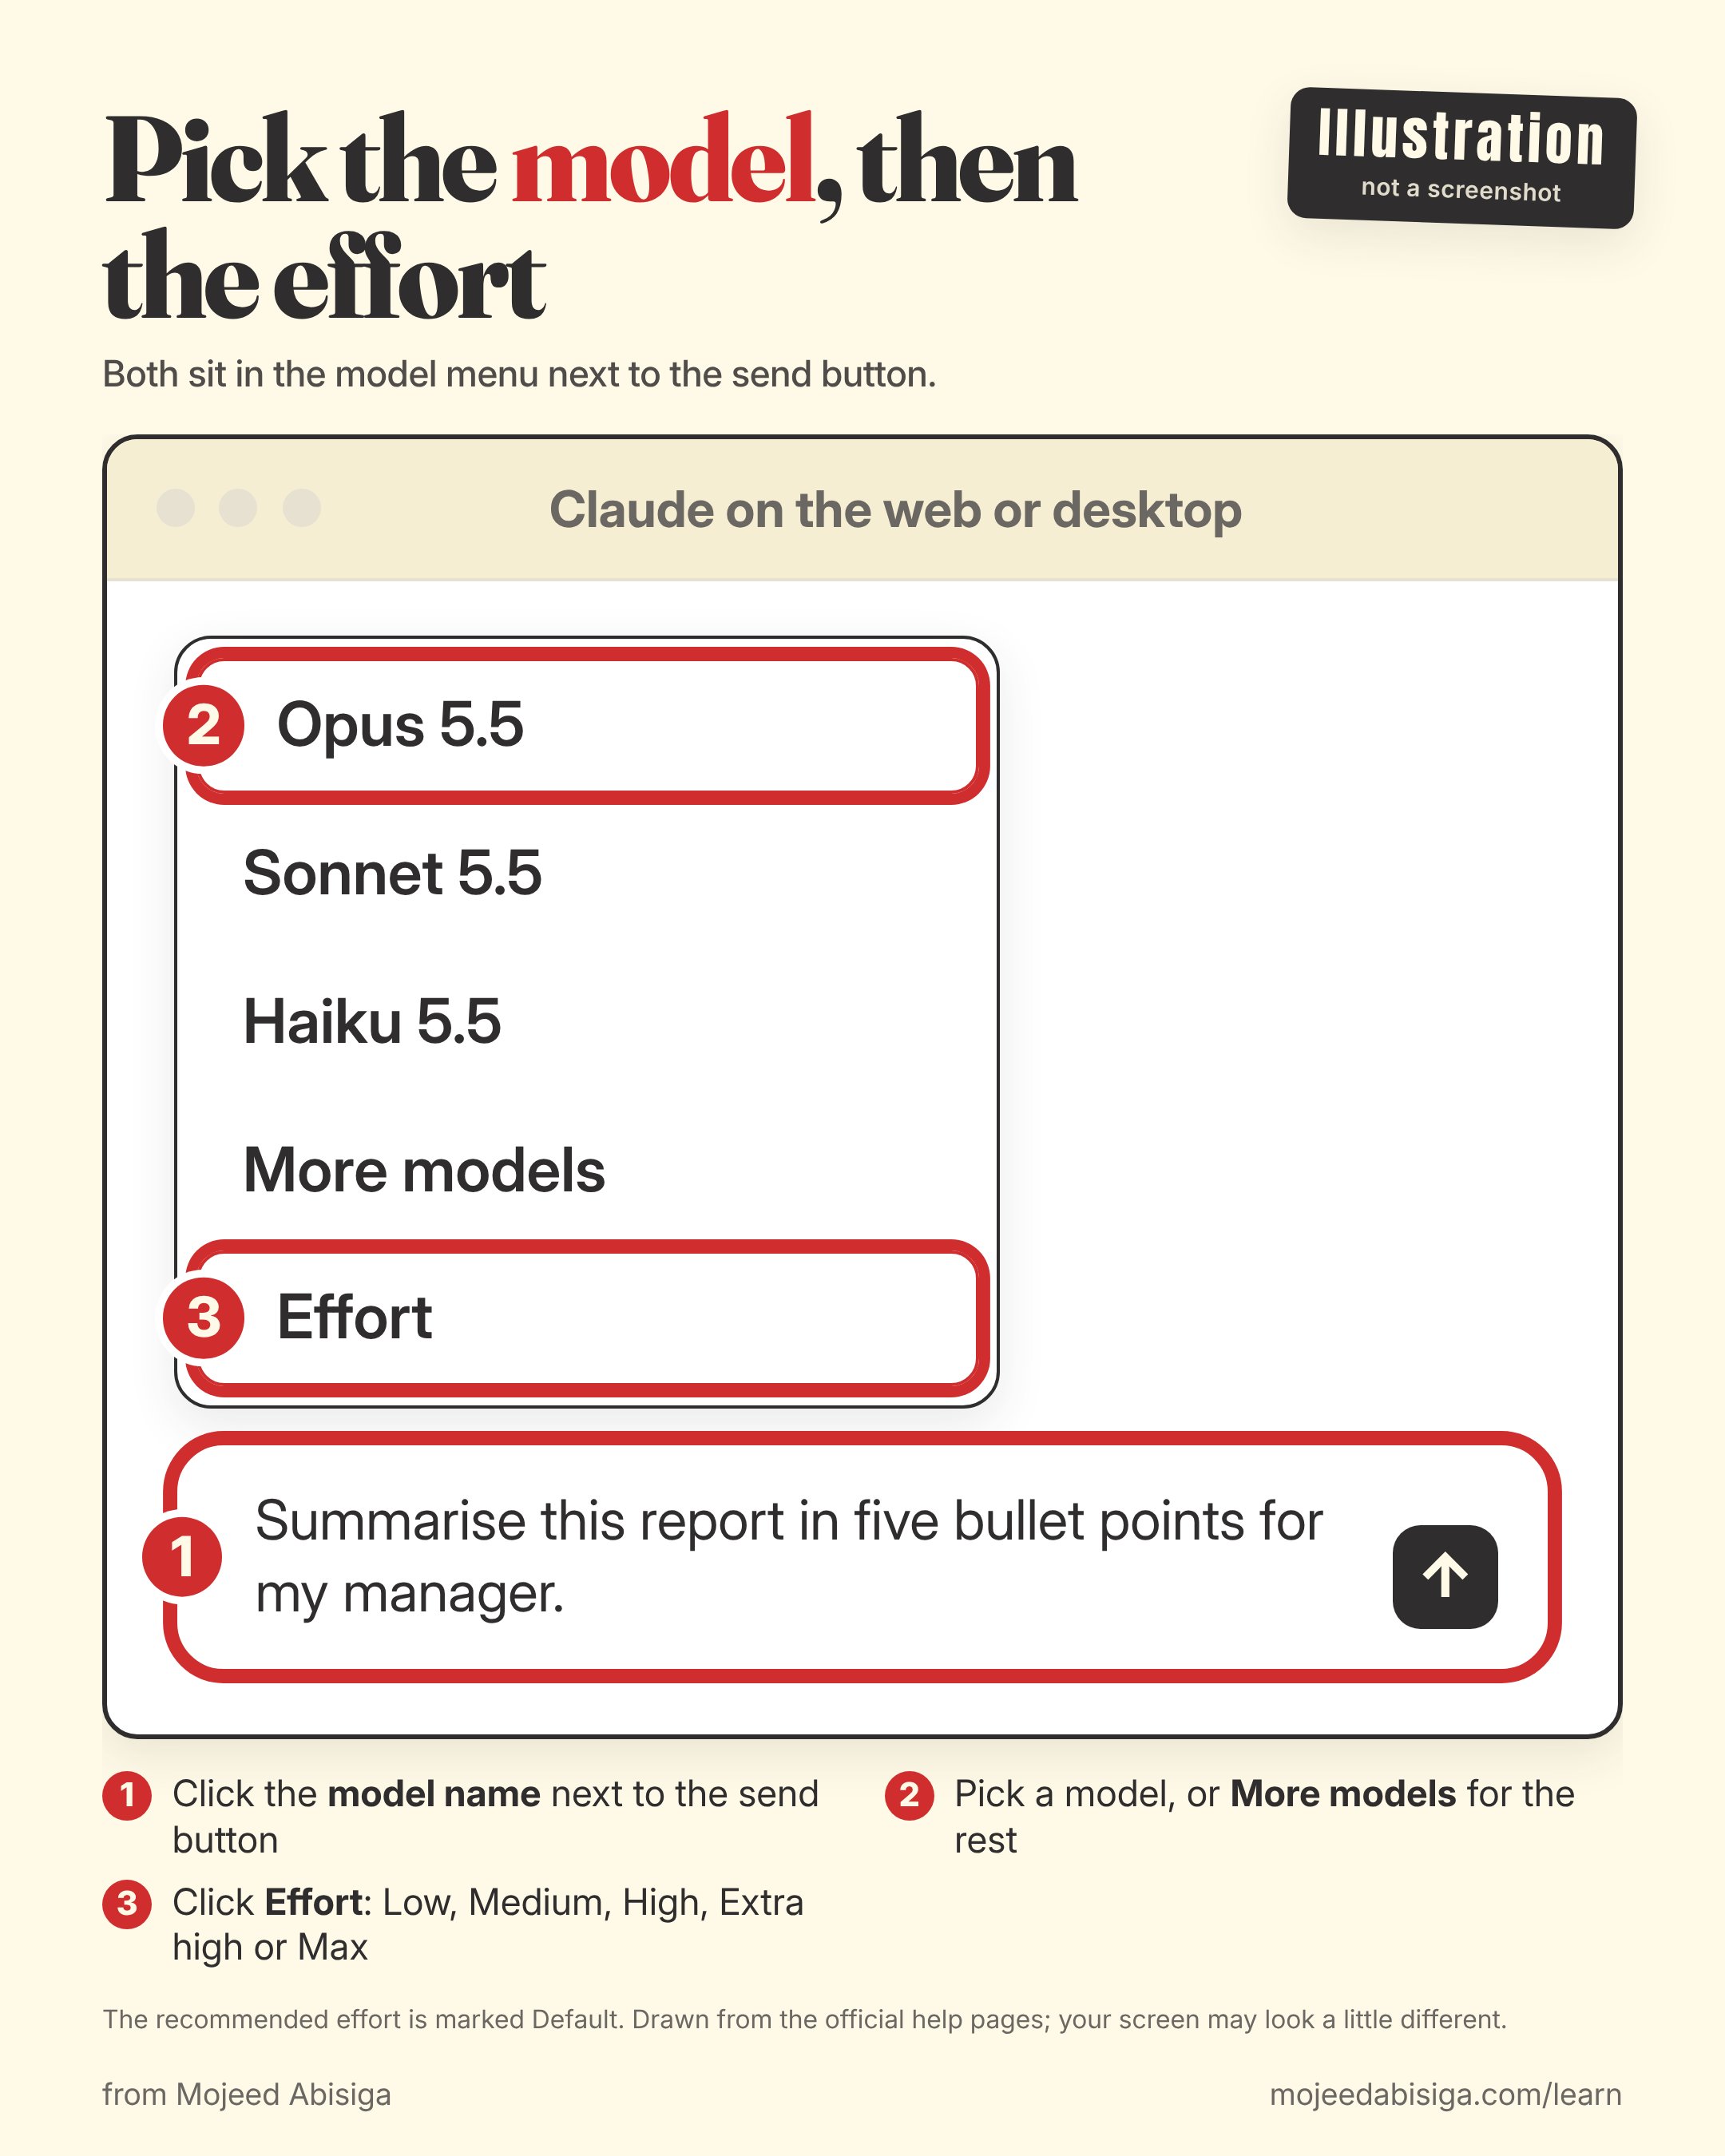 Pick the model, then
the effort
Illustration
not a screenshot
Both sit in the model menu next to the send button.
Claude on the web or desktop
2 Opus 5.5
Sonnet 5.5
Haiku 5.5
More models
3 Effort
1 Summarise this report in five bullet points for
my manager.
1 Click the model name next to the send
button
2 Pick a model, or More models for the
rest
3 Click Effort: Low, Medium, High, Extra
high or Max
The recommended effort is marked Default. Drawn from the official help pages; your screen may look a little different.
from Mojeed Abisiga
mojeedabisiga.com/learn